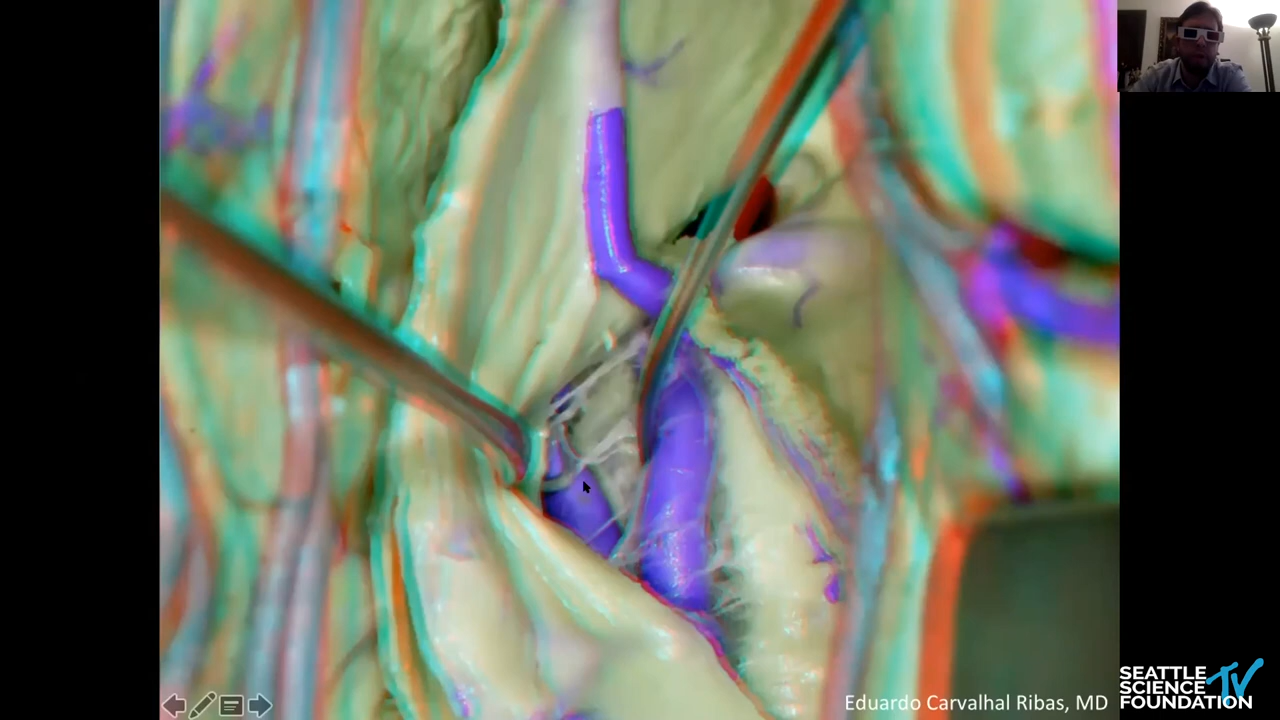 Eduardo Carvalhal Ribas, MD
SEATTLE
SCIENCE
FOUNDATION
TV